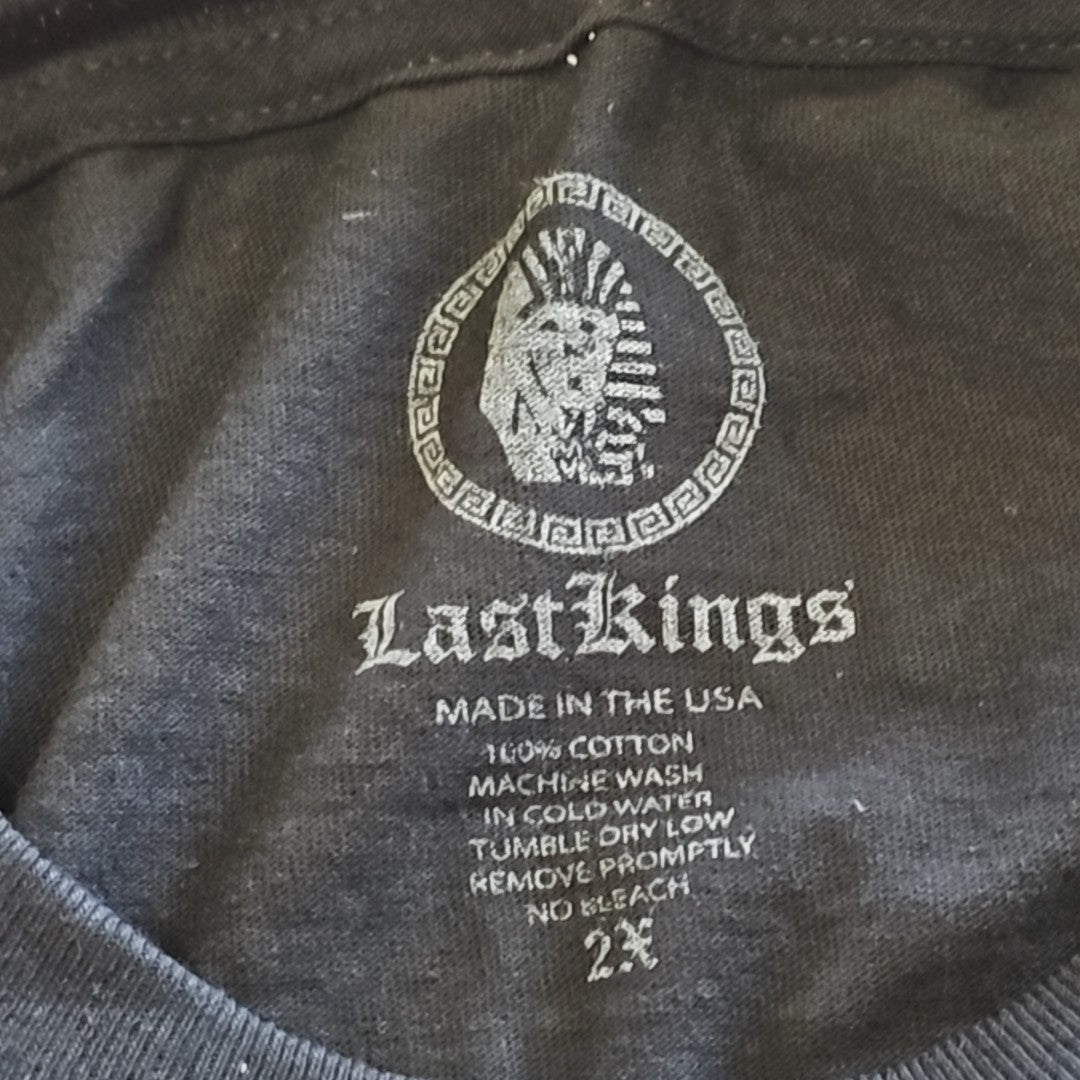 LastKings
MADE IN THE USA
100% COTTON
MACHINE WASH
IN COLD WATER
TUMBLE DRY LOW
REMOVE PROMPTLY
NO BLEACH
2X